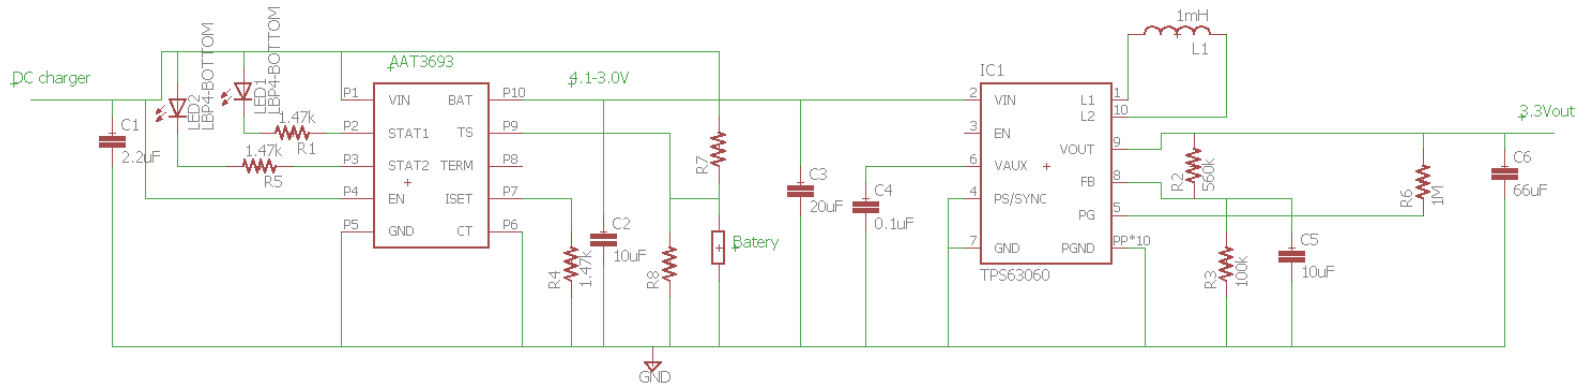 DC charger
C1
2.2uF
LED2
LBP4-BOTTOM
LED1
LBP4-BOTTOM
1.47k
R1
1.47k
R5
AAT3693
P1
P2
P3
P4
P5
VIN
STAT1
STAT2
EN
GND
BAT
TS
TERM
ISET
CT
P10
P9
P8
P7
P6
4.1-3.0V
R4
1.47k
C2
10uF
R8
R7
Batery
GND
C3
20uF
C4
0.1uF
IC1
2
3
6
4
7
VIN
EN
VAUX
PS/SYNC
GND
L1
L2
VOUT
FB
PG
PGND
1
10
9
8
5
PP*10
TPS63060
1mH
L1
R2
560k
R3
100k
C5
10uF
R6
1M
3.3Vout
C6
66uF